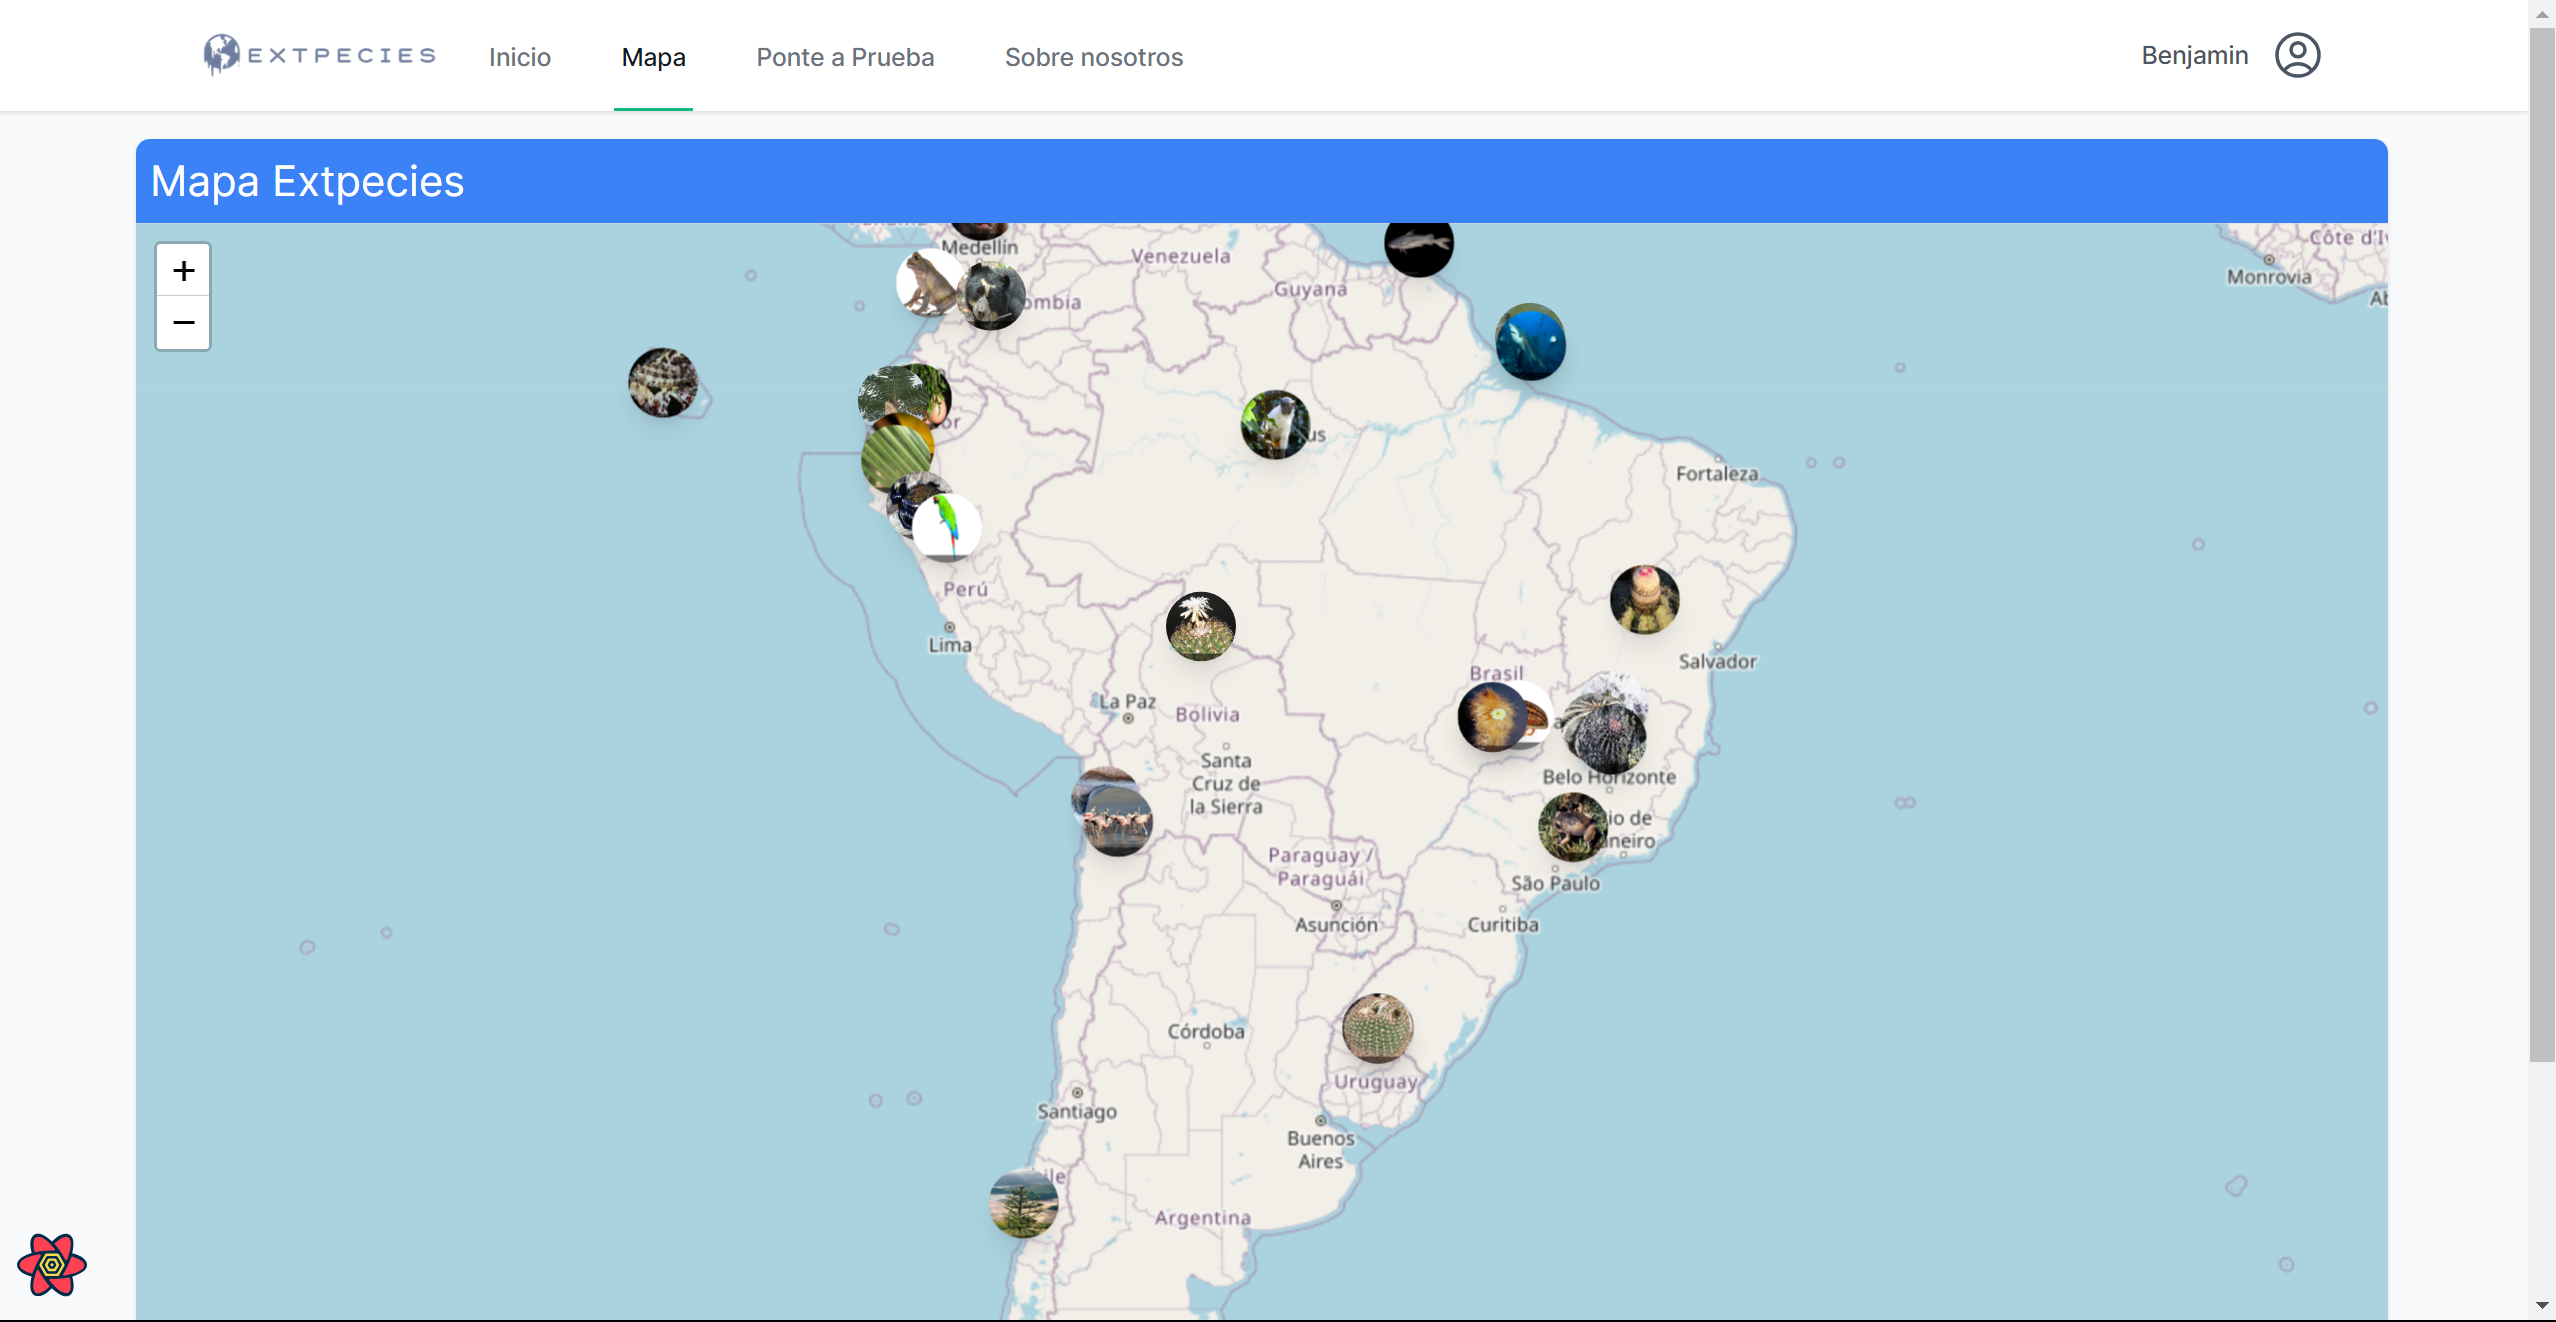 EXTPECIES
Inicio
Mapa
Ponte a Prueba
Sobre nosotros
Benjamin
Mapa Extpecies
+
−
Medellín
Venezuela
Guyana
ombia
Côte d'I
Monrovia
or
us
Fortaleza
Perú
Lima
Salvador
Brasil
La Paz
Bolivia
Santa
Cruz de
la Sierra
Belo Horizonte
io de
neiro
Paraguay /
Paraguái
São Paulo
Asunción
Curitiba
Córdoba
Uruguay
Santiago
Buenos
Aires
ile
Argentina